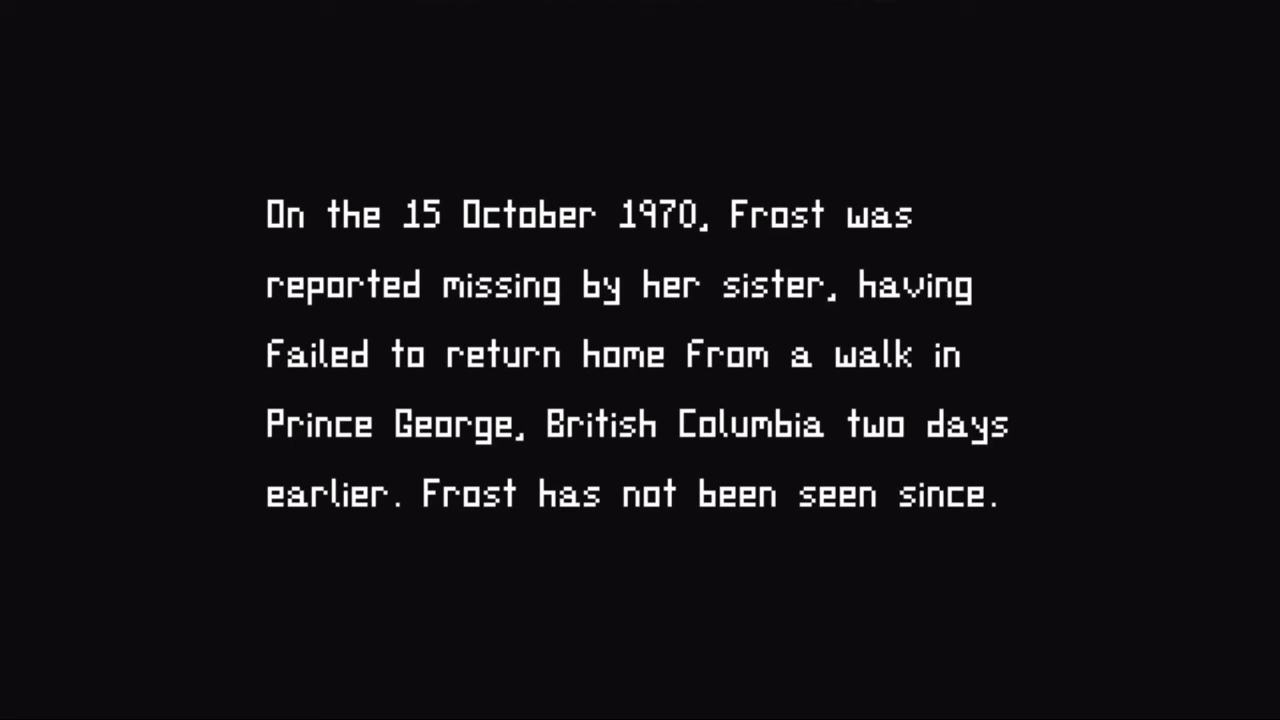 On the 15 October 1970, Frost was
reported missing by her sister, having
failed to return home from a walk in
Prince George, British Columbia two days
earlier. Frost has not been seen since.